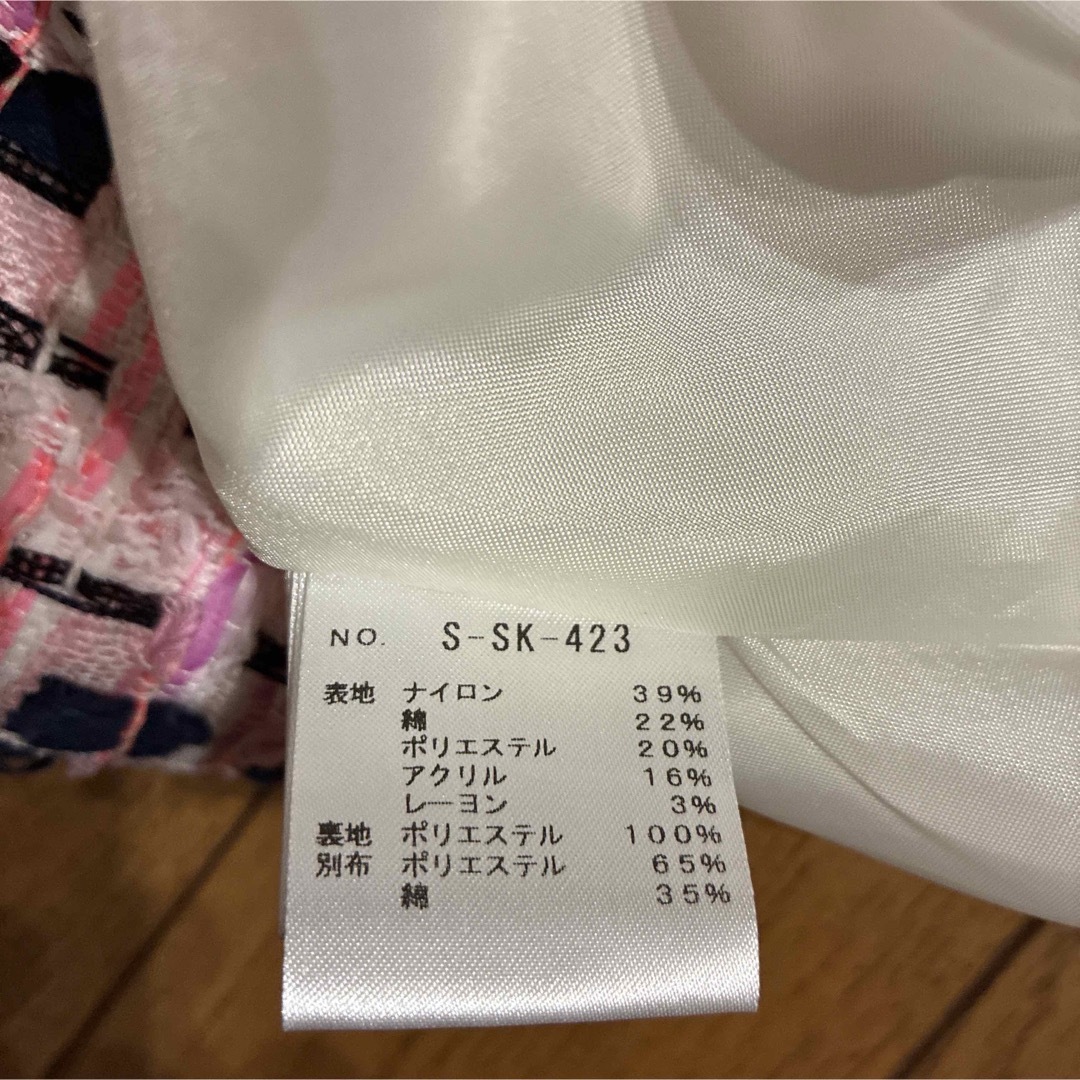 NO. S-SK-423
表地 ナイロン 39%
綿 22%
ポリエステル 20%
アクリル 16%
レーヨン 3%
裏地 ポリエステル 100%
別布 ポリエステル 65%
綿 35%